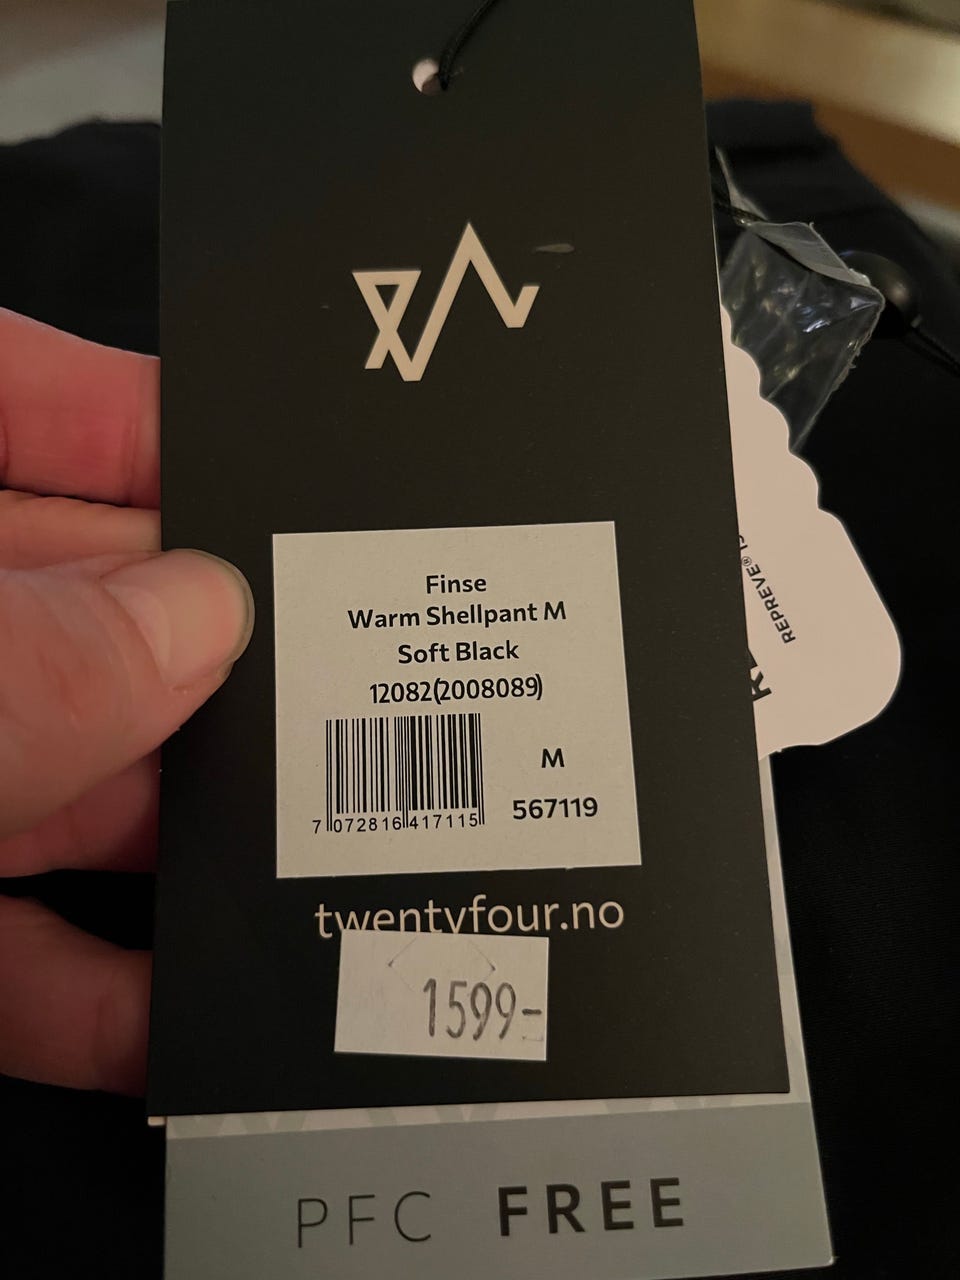 Finse
Warm Shellpant M
Soft Black
12082(2008089)
M
567119
7 072816 417115
twentyfour.no
1599-
PFC FREE
REPREVE®